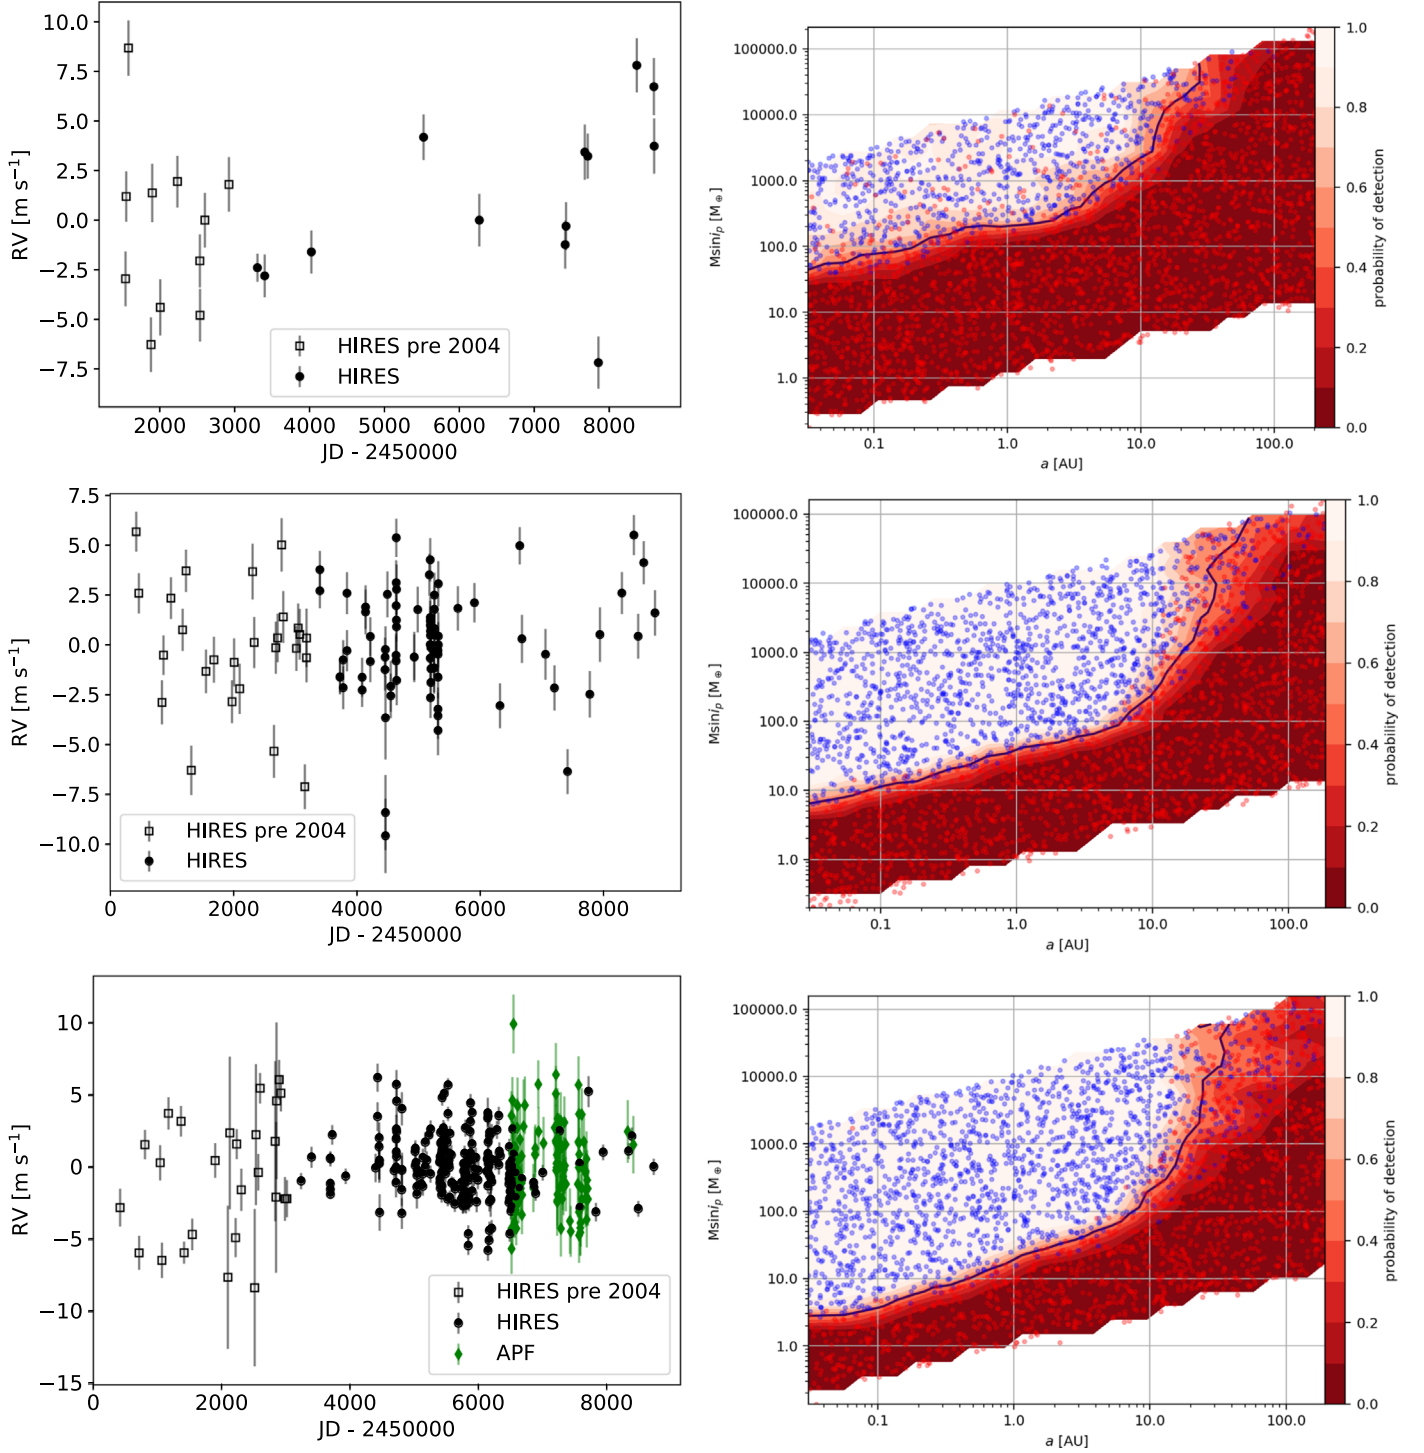 10.0
7.5
5.0
2.5
0.0
−2.5
−5.0
−7.5
RV [m s⁻¹]
HIRES pre 2004
HIRES
2000 3000 4000 5000 6000 7000 8000
JD - 2450000
100000.0
10000.0
1000.0
100.0
10.0
1.0
Msini_p [M_⊕]
0.1 1.0 10.0 100.0
a [AU]
1.0
0.8
0.6
0.4
0.2
0.0
probability of detection
7.5
5.0
2.5
0.0
−2.5
−5.0
−7.5
−10.0
RV [m s⁻¹]
HIRES pre 2004
HIRES
0 2000 4000 6000 8000
JD - 2450000
100000.0
10000.0
1000.0
100.0
10.0
1.0
Msini_p [M_⊕]
0.1 1.0 10.0 100.0
a [AU]
1.0
0.8
0.6
0.4
0.2
0.0
probability of detection
10
5
0
−5
−10
−15
RV [m s⁻¹]
HIRES pre 2004
HIRES
APF
0 2000 4000 6000 8000
JD - 2450000
100000.0
10000.0
1000.0
100.0
10.0
1.0
Msini_p [M_⊕]
0.1 1.0 10.0 100.0
a [AU]
1.0
0.8
0.6
0.4
0.2
0.0
probability of detection